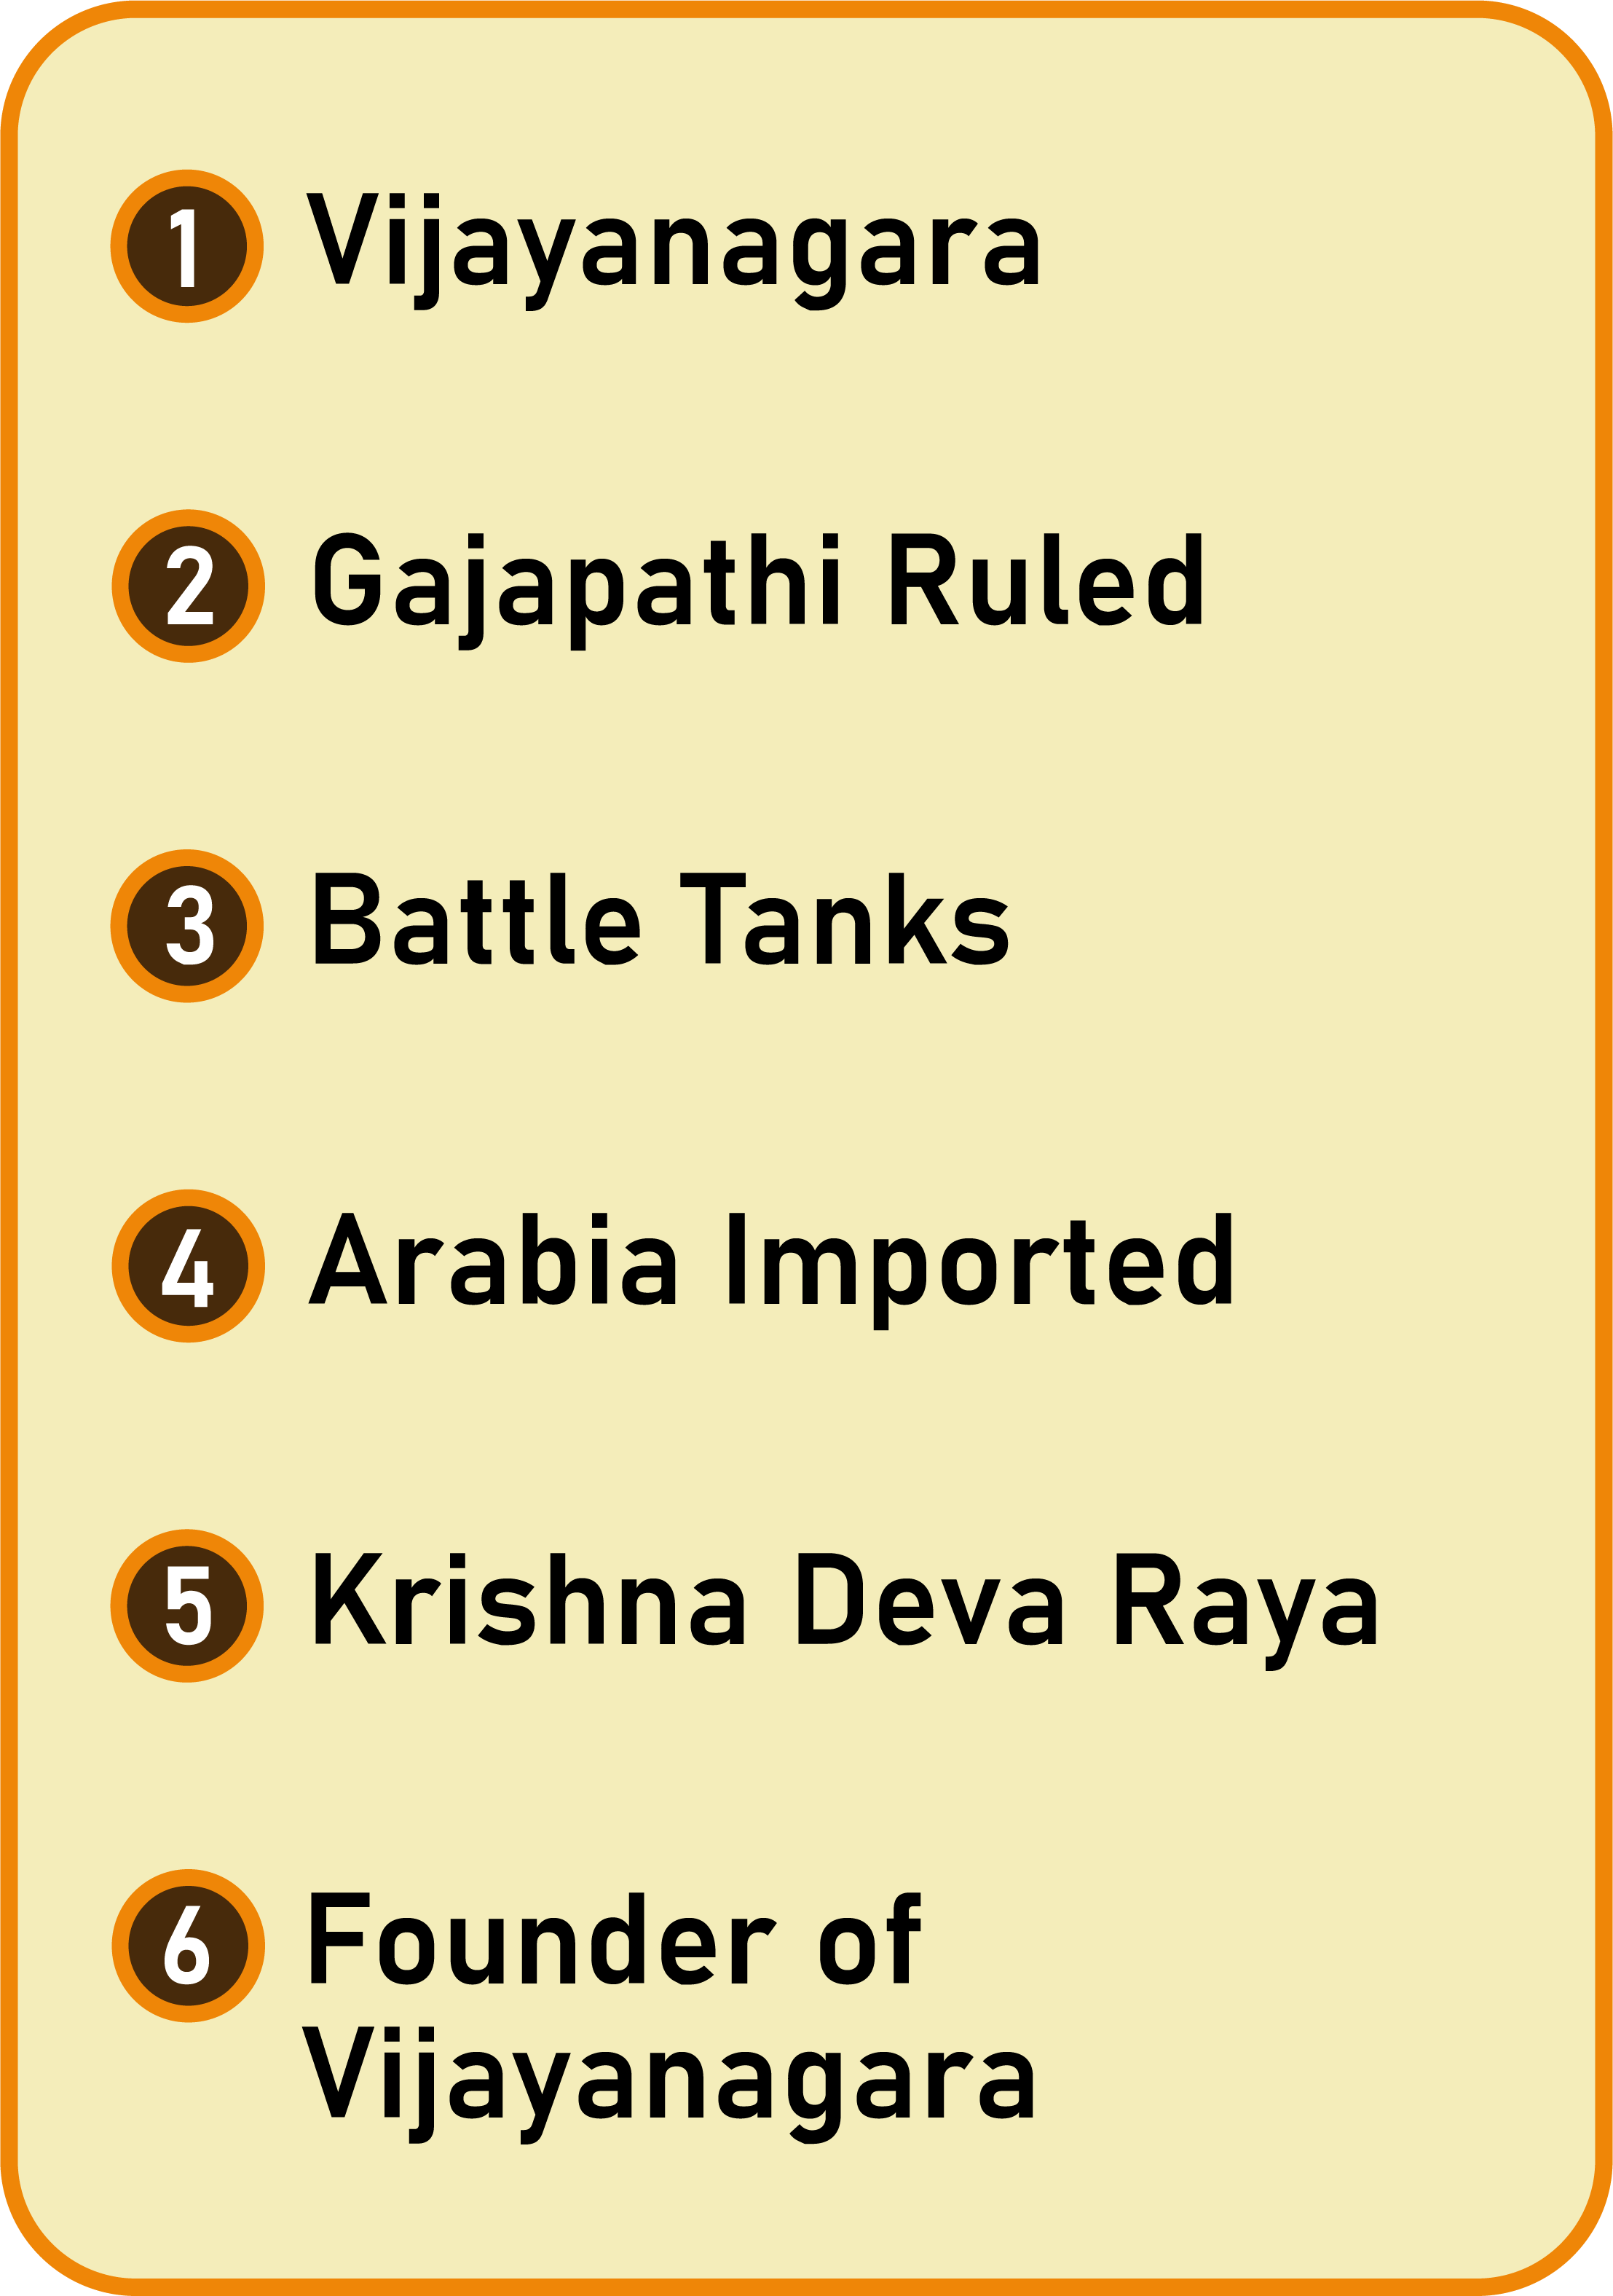 1 Vijayanagara
2 Gajapathi Ruled
3 Battle Tanks
4 Arabia Imported
5 Krishna Deva Raya
6 Founder of
Vijayanagara